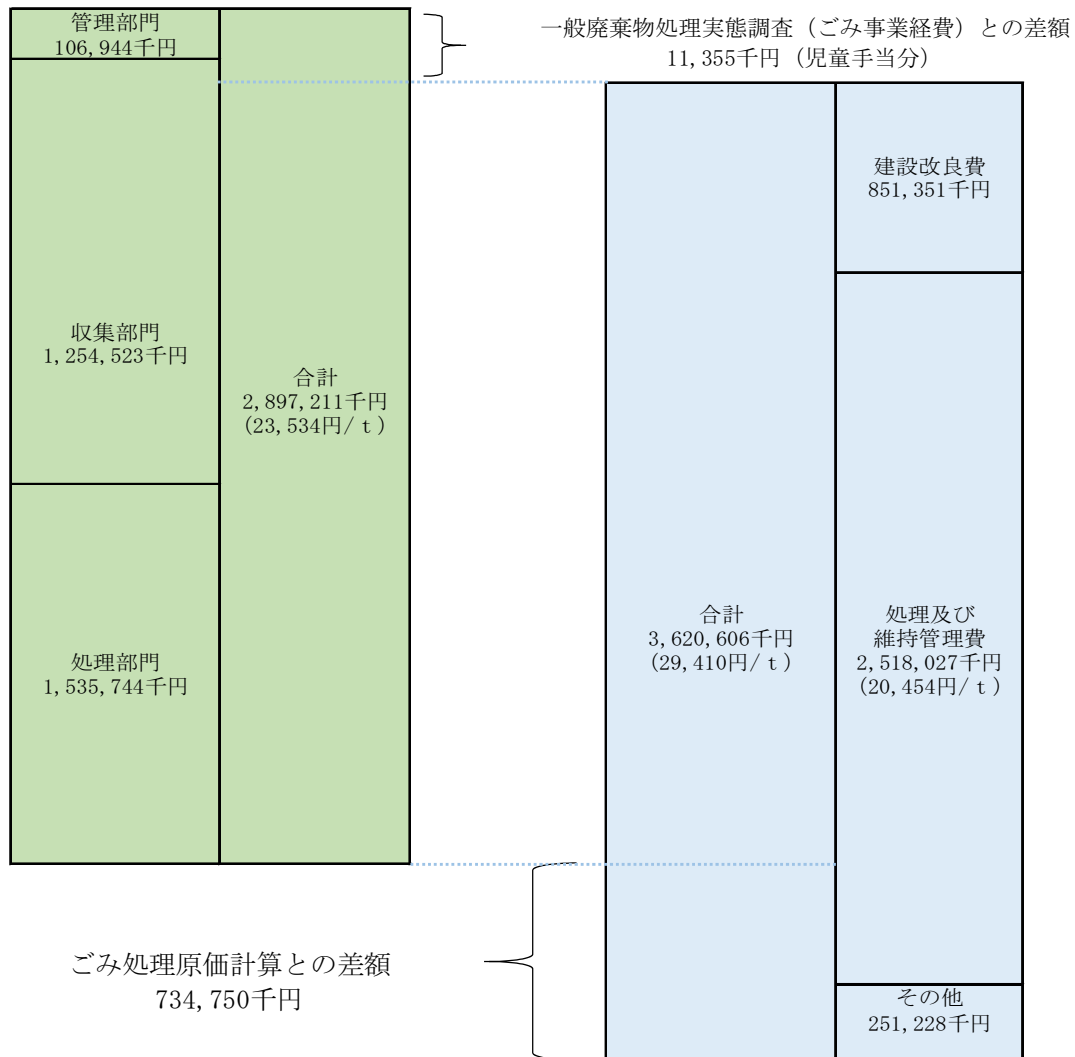 管理部門
106,944千円
収集部門
1,254,523千円
処理部門
1,535,744千円
合計
2,897,211千円
(23,534円/ｔ)
一般廃棄物処理実態調査（ごみ事業経費）との差額
11,355千円（児童手当分）
合計
3,620,606千円
(29,410円/ｔ)
建設改良費
851,351千円
処理及び
維持管理費
2,518,027千円
(20,454円/ｔ)
その他
251,228千円
ごみ処理原価計算との差額
734,750千円